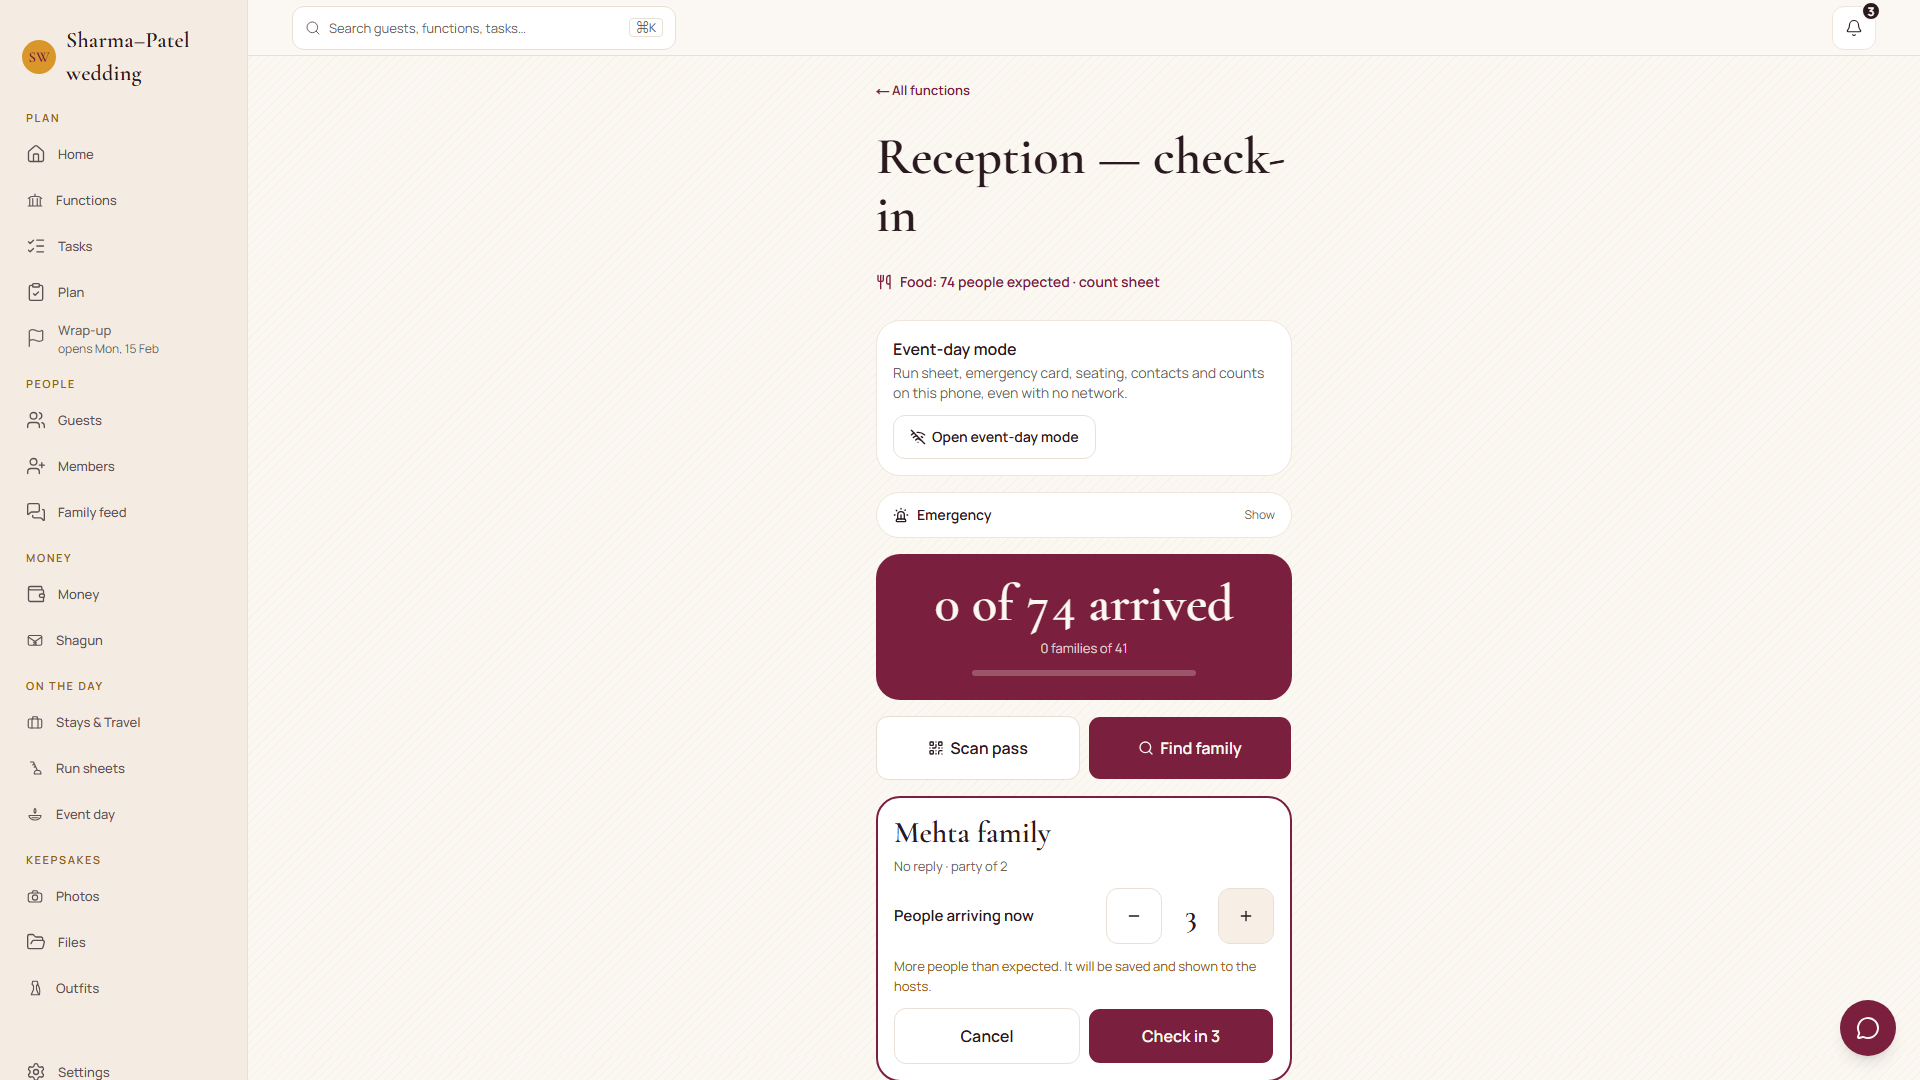 SW
Sharma–Patel
wedding
PLAN
Home
Functions
Tasks
Plan
Wrap-up
opens Mon, 15 Feb
PEOPLE
Guests
Members
Family feed
MONEY
Money
Shagun
ON THE DAY
Stays & Travel
Run sheets
Event day
KEEPSAKES
Photos
Files
Outfits
Settings
Search guests, functions, tasks...
⌘K
3
← All functions
Reception — check-
in
Food: 74 people expected · count sheet
Event-day mode
Run sheet, emergency card, seating, contacts and counts
on this phone, even with no network.
Open event-day mode
Emergency
Show
0 of 74 arrived
0 families of 41
Scan pass
Find family
Mehta family
No reply · party of 2
People arriving now
−
3
+
More people than expected. It will be saved and shown to the
hosts.
Cancel
Check in 3